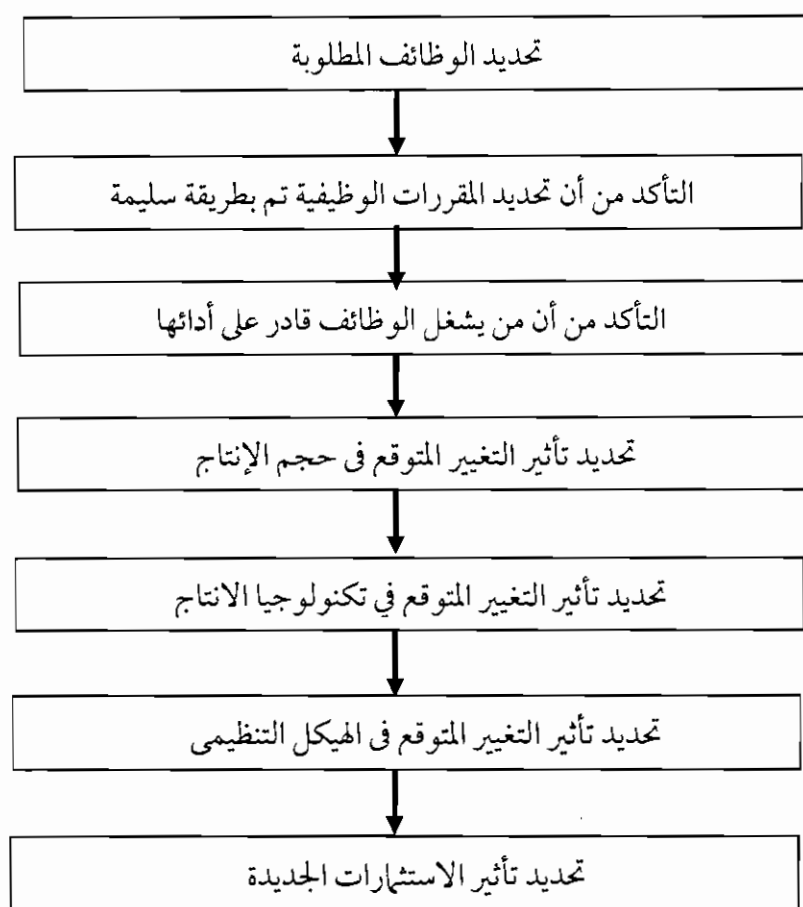 تحديد الوظائف المطلوبة
التأكد من أن تحديد المقررات الوظيفية تم بطريقة سليمة
التأكد من أن من يشغل الوظائف قادر على أدائها
تحديد تأثير التغيير المتوقع فى حجم الإنتاج
تحديد تأثير التغيير المتوقع في تكنولوجيا الانتاج
تحديد تأثير التغيير المتوقع فى الهيكل التنظيمى
تحديد تأثير الاستثمارات الجديدة